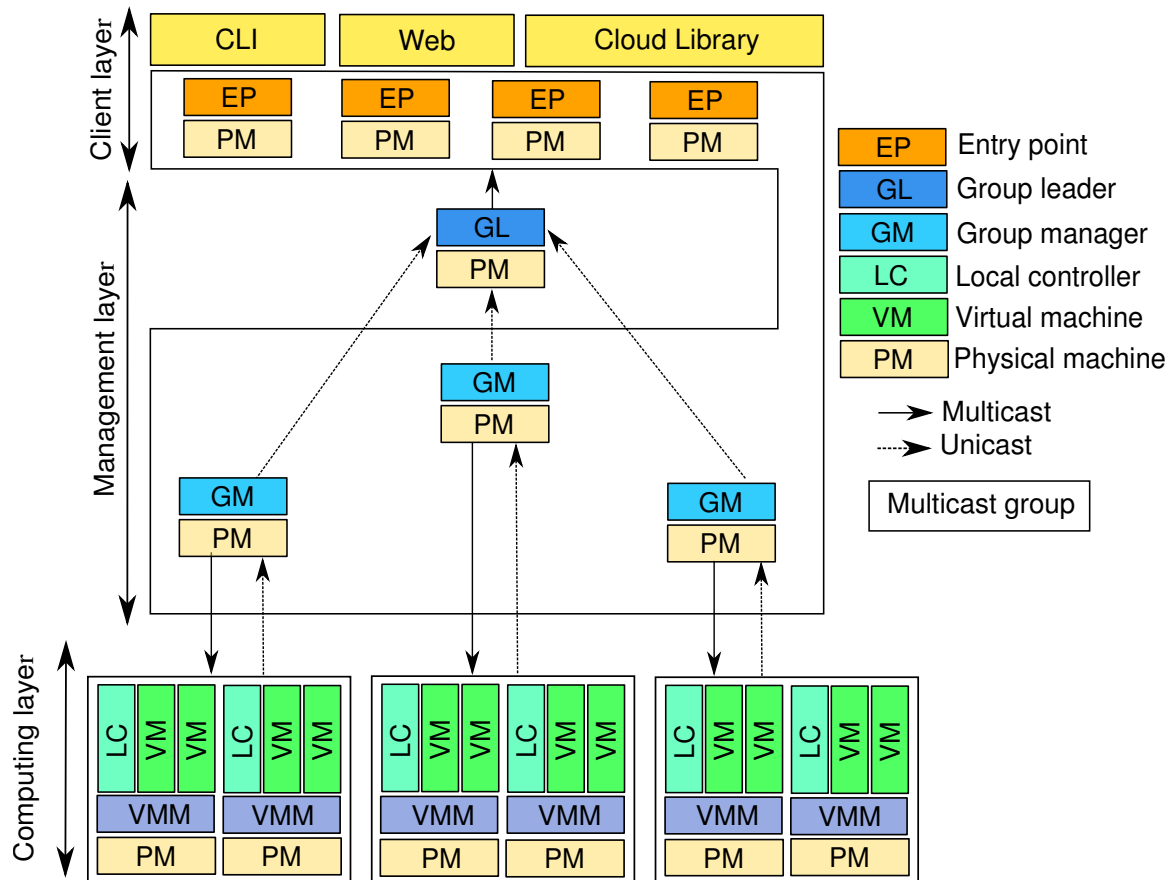 Client layer
CLI
Web
Cloud Library
EP
EP
EP
EP
PM
PM
PM
PM
EP
Entry point
GL
Group leader
GM
Group manager
LC
Local controller
VM
Virtual machine
PM
Physical machine
Multicast
Unicast
Multicast group
Management layer
GL
PM
GM
PM
GM
PM
GM
PM
Computing layer
LC
VM
VM
LC
VM
VM
VMM
VMM
PM
PM
LC
VM
VM
LC
VM
VM
VMM
VMM
PM
PM
LC
VM
VM
LC
VM
VM
VMM
VMM
PM
PM